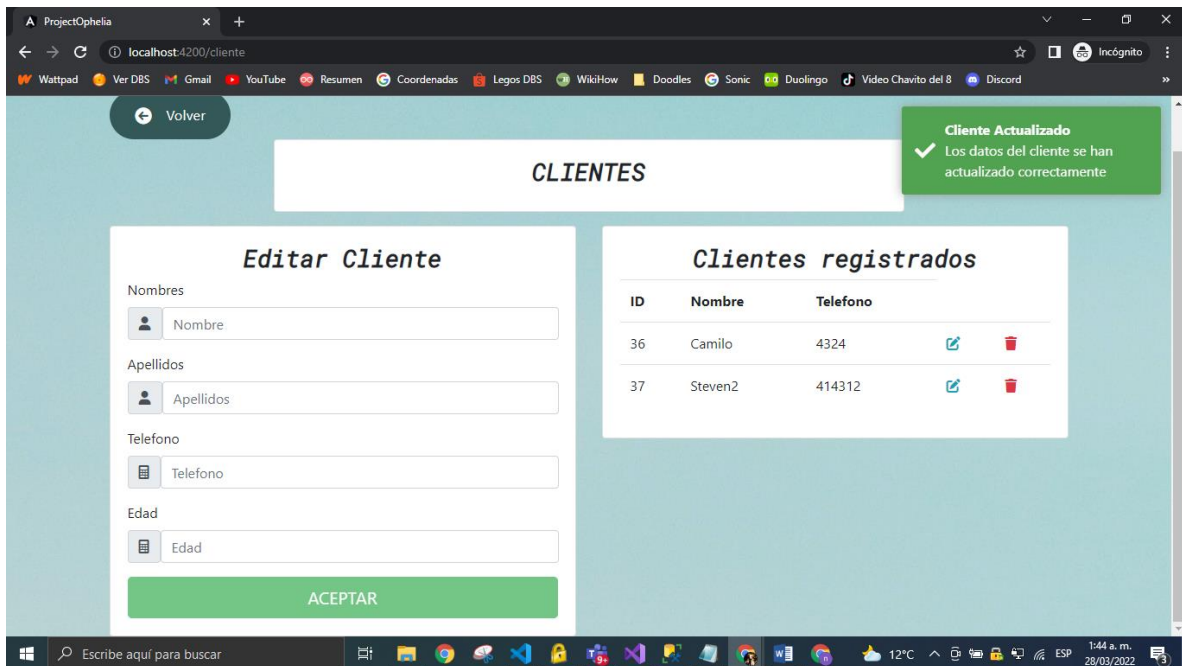 ProjectOphelia
localhost:4200/cliente
Incógnito
Wattpad Ver DBS Gmail YouTube Resumen Coordenadas Legos DBS WikiHow Doodles Sonic Duolingo Video Chavito del 8 Discord »
Volver
Cliente Actualizado
Los datos del cliente se han
actualizado correctamente
CLIENTES
Editar Cliente
Nombres
Nombre
Apellidos
Apellidos
Telefono
Telefono
Edad
Edad
ACEPTAR
Clientes registrados
ID Nombre Telefono
36 Camilo 4324
37 Steven2 414312
Escribe aquí para buscar
9+
12°C
ESP
1:44 a. m.
28/03/2022
3